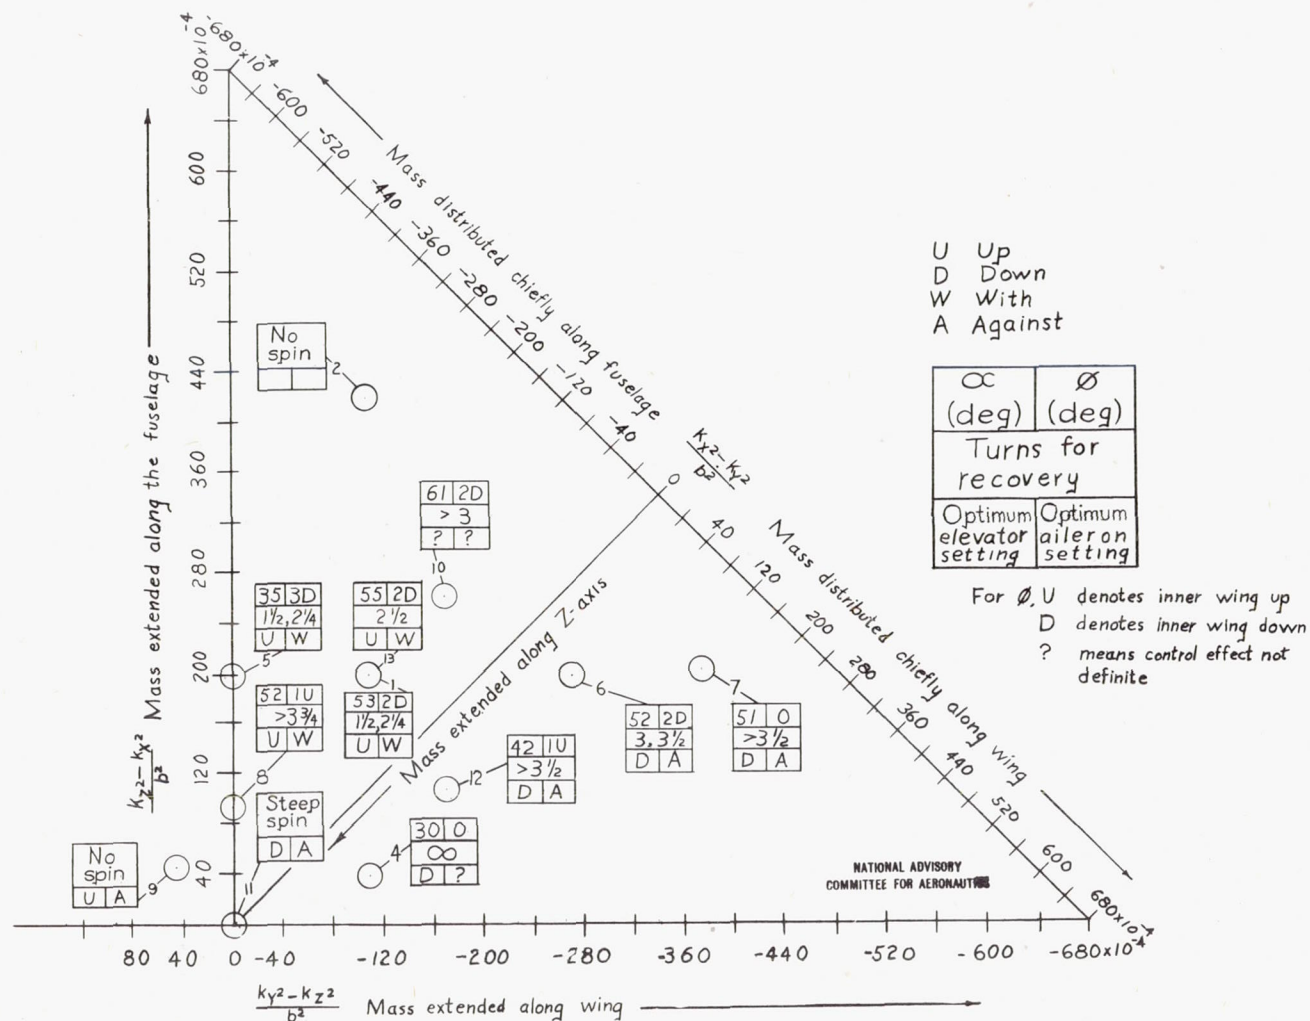 680×10⁻⁴
-680×10⁻⁴
-600
-520
-440
-360
-280
-200
-120
-40
0
40
120
200
280
360
440
520
600
680×10⁻⁴
Mass distributed chiefly along fuselage
Kx²-Ky²
b²
Mass distributed chiefly along wing
600
520
440
360
280
200
120
40
Mass extended along the fuselage
Kz²-Kx²
b²
U Up
D Down
W With
A Against
∝ Ø
(deg) (deg)
Turns for
recovery
Optimum Optimum
elevator aileron
setting setting
For Ø, U denotes inner wing up
D denotes inner wing down
? means control effect not
definite
No
spin
2
61 2D
> 3
? ?
10
35 3D
1½, 2¼
U W
5
55 2D
2½
U W
13
1
53 2D
1½, 2¼
U W
52 1U
>3¾
U W
8
Mass extended along Z-axis
6
52 2D
3, 3½
D A
7
51 0
>3½
D A
42 1U
>3½
D A
12
Steep
spin
D A
11
30 0
∞
D ?
4
No
spin
U A
9
NATIONAL ADVISORY
COMMITTEE FOR AERONAUTICS
80 40 0 -40 -120 -200 -280 -360 -440 -520 -600 -680×10⁻⁴
Ky²-Kz²
b²
Mass extended along wing